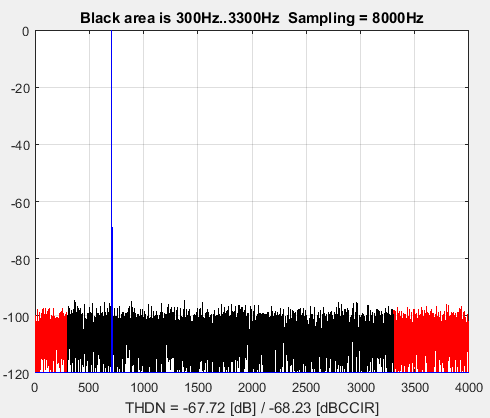 Black area is 300Hz..3300Hz  Sampling = 8000Hz
0
-20
-40
-60
-80
-100
-120
0 500 1000 1500 2000 2500 3000 3500 4000
THDN = -67.72 [dB] / -68.23 [dBCCIR]